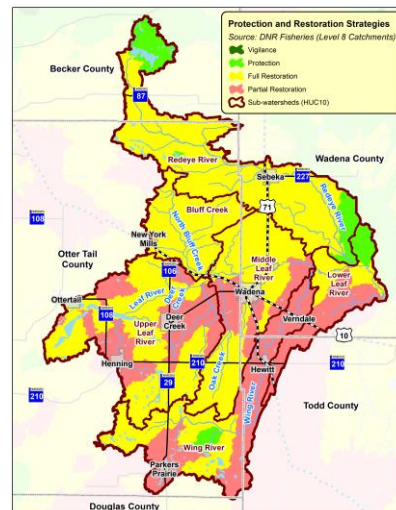 Protection and Restoration Strategies
Source: DNR Fisheries (Level 8 Catchments)
Vigilance
Protection
Full Restoration
Partial Restoration
Sub-watersheds (HUC10)
Becker County
87
Redeye River
Wadena County
Sebeka
227
Redeye River
71
Bluff Creek
108
New York
Mills
North Bluff Creek
Otter Tail
County
106
Middle
Leaf
River
Lower
Leaf
River
Ottertail
Leaf River
Deer
Creek
Wadena
108
Upper
Leaf
River
Deer
Creek
Verndale
10
Henning
210
210
Hewitt
210
210
29
Oak Creek
Wing River
Todd County
Wing River
Parkers
Prairie
Douglas County